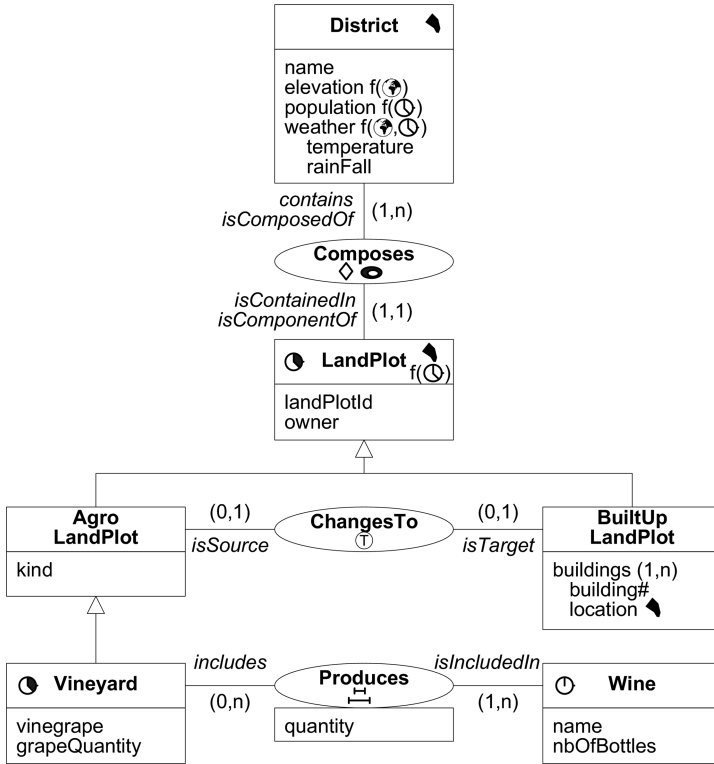 District
name
elevation f()
population f()
weather f(,)
temperature
rainFall
contains
isComposedOf
(1,n)
Composes
isContainedIn
isComponentOf
(1,1)
LandPlot
f()
landPlotId
owner
Agro
LandPlot
kind
(0,1)
isSource
ChangesTo
T
(0,1)
isTarget
BuiltUp
LandPlot
buildings (1,n)
building#
location
Vineyard
vinegrape
grapeQuantity
includes
(0,n)
Produces
quantity
isIncludedIn
(1,n)
Wine
name
nbOfBottles